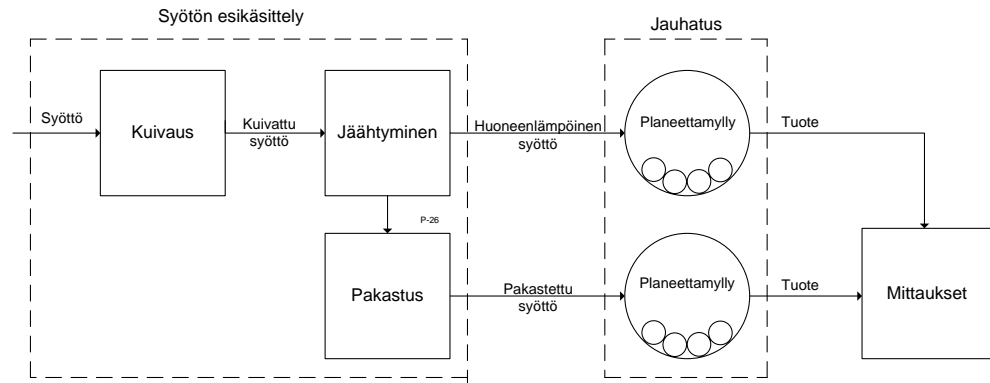 Syötön esikäsittely
Jauhatus
Syöttö
Kuivaus
Kuivattu
syöttö
Jäähtyminen
Huoneenlämpöinen
syöttö
Planeettamylly
Tuote
P-26
Pakastus
Pakastettu
syöttö
Planeettamylly
Tuote
Mittaukset